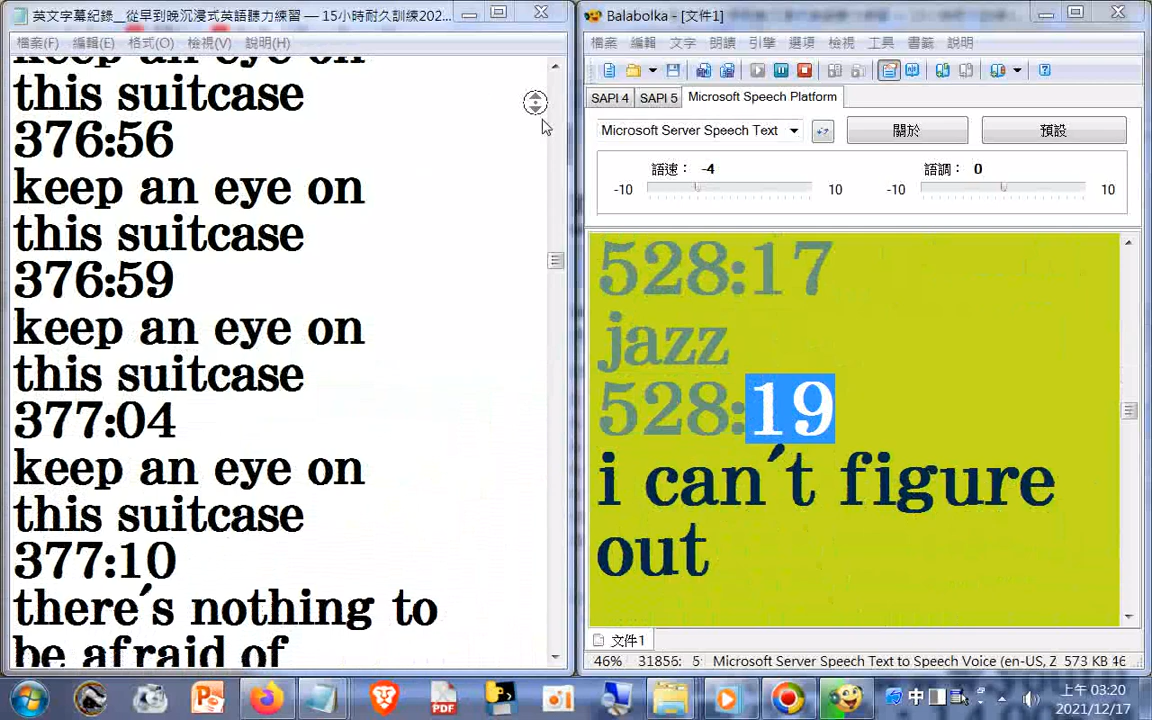 英文字幕紀錄__從早到晚沉浸式英語聽力練習 — 15小時耐久訓練202...
檔案(F) 編輯(E) 格式(O) 檢視(V) 說明(H)
keep an eye on
this suitcase
376:56
keep an eye on
this suitcase
376:59
keep an eye on
this suitcase
377:04
keep an eye on
this suitcase
377:10
there's nothing to
be afraid of
Balabolka - [文件1]
檔案 編輯 文字 朗讀 引擎 選項 檢視 工具 書籤 說明
SAPI 4 SAPI 5 Microsoft Speech Platform
Microsoft Server Speech Text 關於 預設
語速： -4 語調： 0
-10 10 -10 10
528:17
jazz
528:19
i can't figure
out
文件1
46% 31856: 5 Microsoft Server Speech Text to Speech Voice (en-US, Z 573 KB 46
PDF
中
上午 03:20
2021/12/17